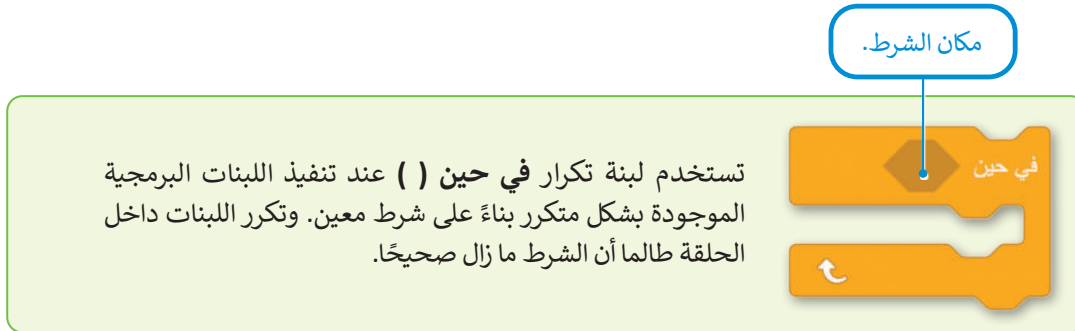 مكان الشرط.
في حين
تستخدم لبنة تكرار في حين ( ) عند تنفيذ اللبنات البرمجية
الموجودة بشكل متكرر بناءً على شرط معين. وتكرر اللبنات داخل
الحلقة طالما أن الشرط ما زال صحيحًا.